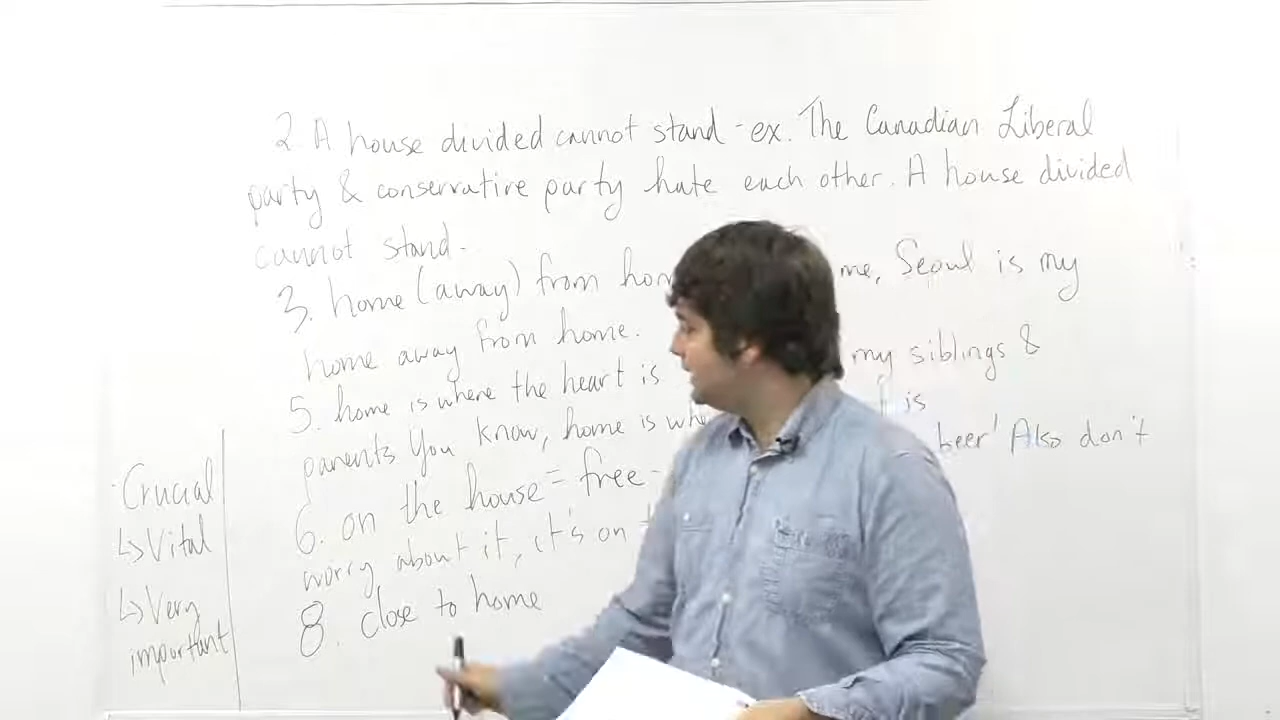 2. A house divided cannot stand - ex. The Canadian Liberal
party & conservative party hate each other. A house divided
cannot stand -
3. home (away) from hom me, Seoul is my
home away from home.
5. home is where the heart is my siblings &
parents You know, home is whe is
6. on the house = free - beer' Also don't
worry about it, it's on
8. close to home
Crucial
↳ Vital
↳ Very
important